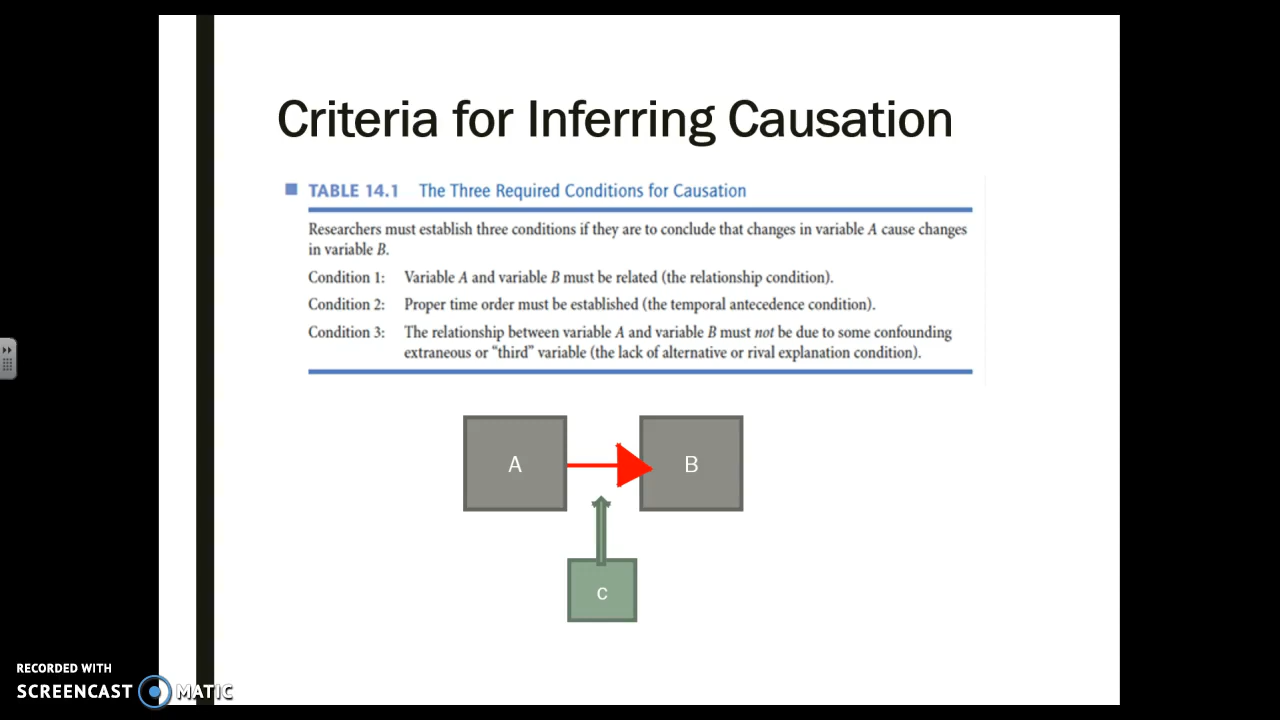 Criteria for Inferring Causation
TABLE 14.1 The Three Required Conditions for Causation
Researchers must establish three conditions if they are to conclude that changes in variable A cause changes
in variable B.
Condition 1: Variable A and variable B must be related (the relationship condition).
Condition 2: Proper time order must be established (the temporal antecedence condition).
Condition 3: The relationship between variable A and variable B must not be due to some confounding
extraneous or “third” variable (the lack of alternative or rival explanation condition).
A B
c
RECORDED WITH
SCREENCAST MATIC